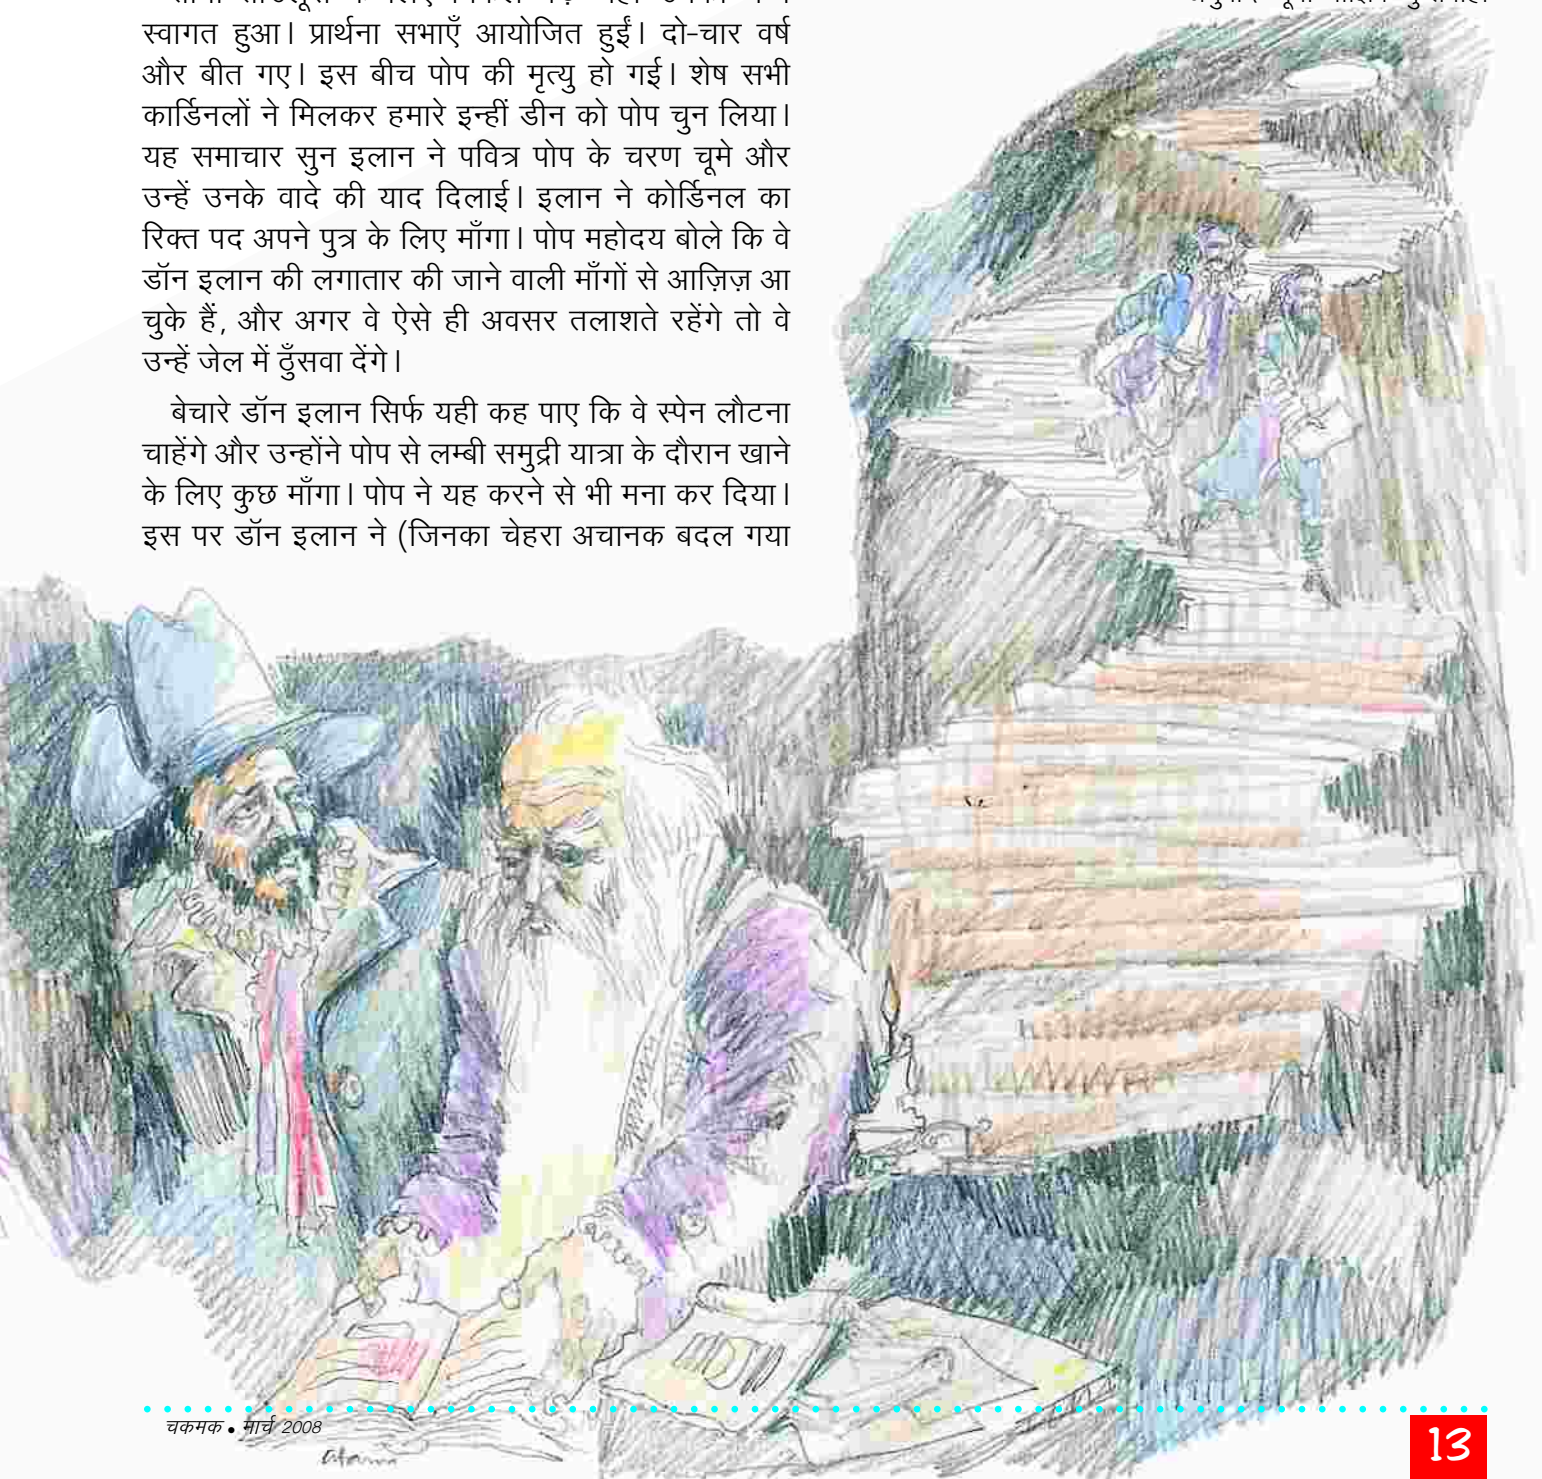 स्वागत हुआ। प्रार्थना सभाएँ आयोजित हुईं। दो-चार वर्ष
और बीत गए। इस बीच पोप की मृत्यु हो गई। शेष सभी
कार्डिनलों ने मिलकर हमारे इन्हीं डीन को पोप चुन लिया।
यह समाचार सुन इलान ने पवित्र पोप के चरण चूमे और
उन्हें उनके वादे की याद दिलाई। इलान ने कोर्डिनल का
रिक्त पद अपने पुत्र के लिए माँगा। पोप महोदय बोले कि वे
डॉन इलान की लगातार की जाने वाली माँगों से आज़िज़ आ
चुके हैं, और अगर वे ऐसे ही अवसर तलाशते रहेंगे तो वे
उन्हें जेल में ठुँसवा देंगे।
बेचारे डॉन इलान सिर्फ यही कह पाए कि वे स्पेन लौटना
चाहेंगे और उन्होंने पोप से लम्बी समुद्री यात्रा के दौरान खाने
के लिए कुछ माँगा। पोप ने यह करने से भी मना कर दिया।
इस पर डॉन इलान ने (जिनका चेहरा अचानक बदल गया
चकमक • मार्च 2008
13